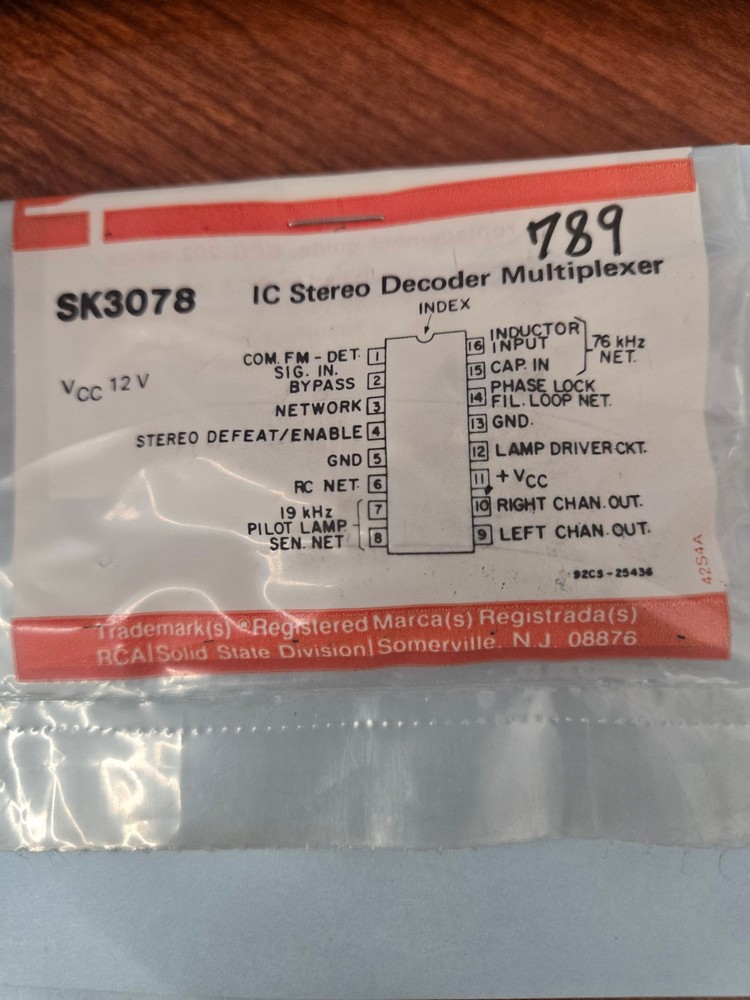 789
SK3078
IC Stereo Decoder Multiplexer
VCC 12 V
INDEX
COM. FM - DET.
SIG. IN.
1
BYPASS 2
NETWORK 3
STEREO DEFEAT/ENABLE 4
GND 5
RC NET. 6
19 kHz
PILOT LAMP
SEN. NET
7
8
16 INDUCTOR
INPUT
15 CAP. IN
76 kHz
NET.
14 PHASE LOCK
FIL. LOOP NET.
13 GND.
12 LAMP DRIVER CKT.
11 + VCC
10 RIGHT CHAN. OUT.
9 LEFT CHAN. OUT.
92CS-25436
42S4A
Trademark(s) ® Registered Marca(s) Registrada(s)
RCA|Solid State Division|Somerville, N.J. 08876